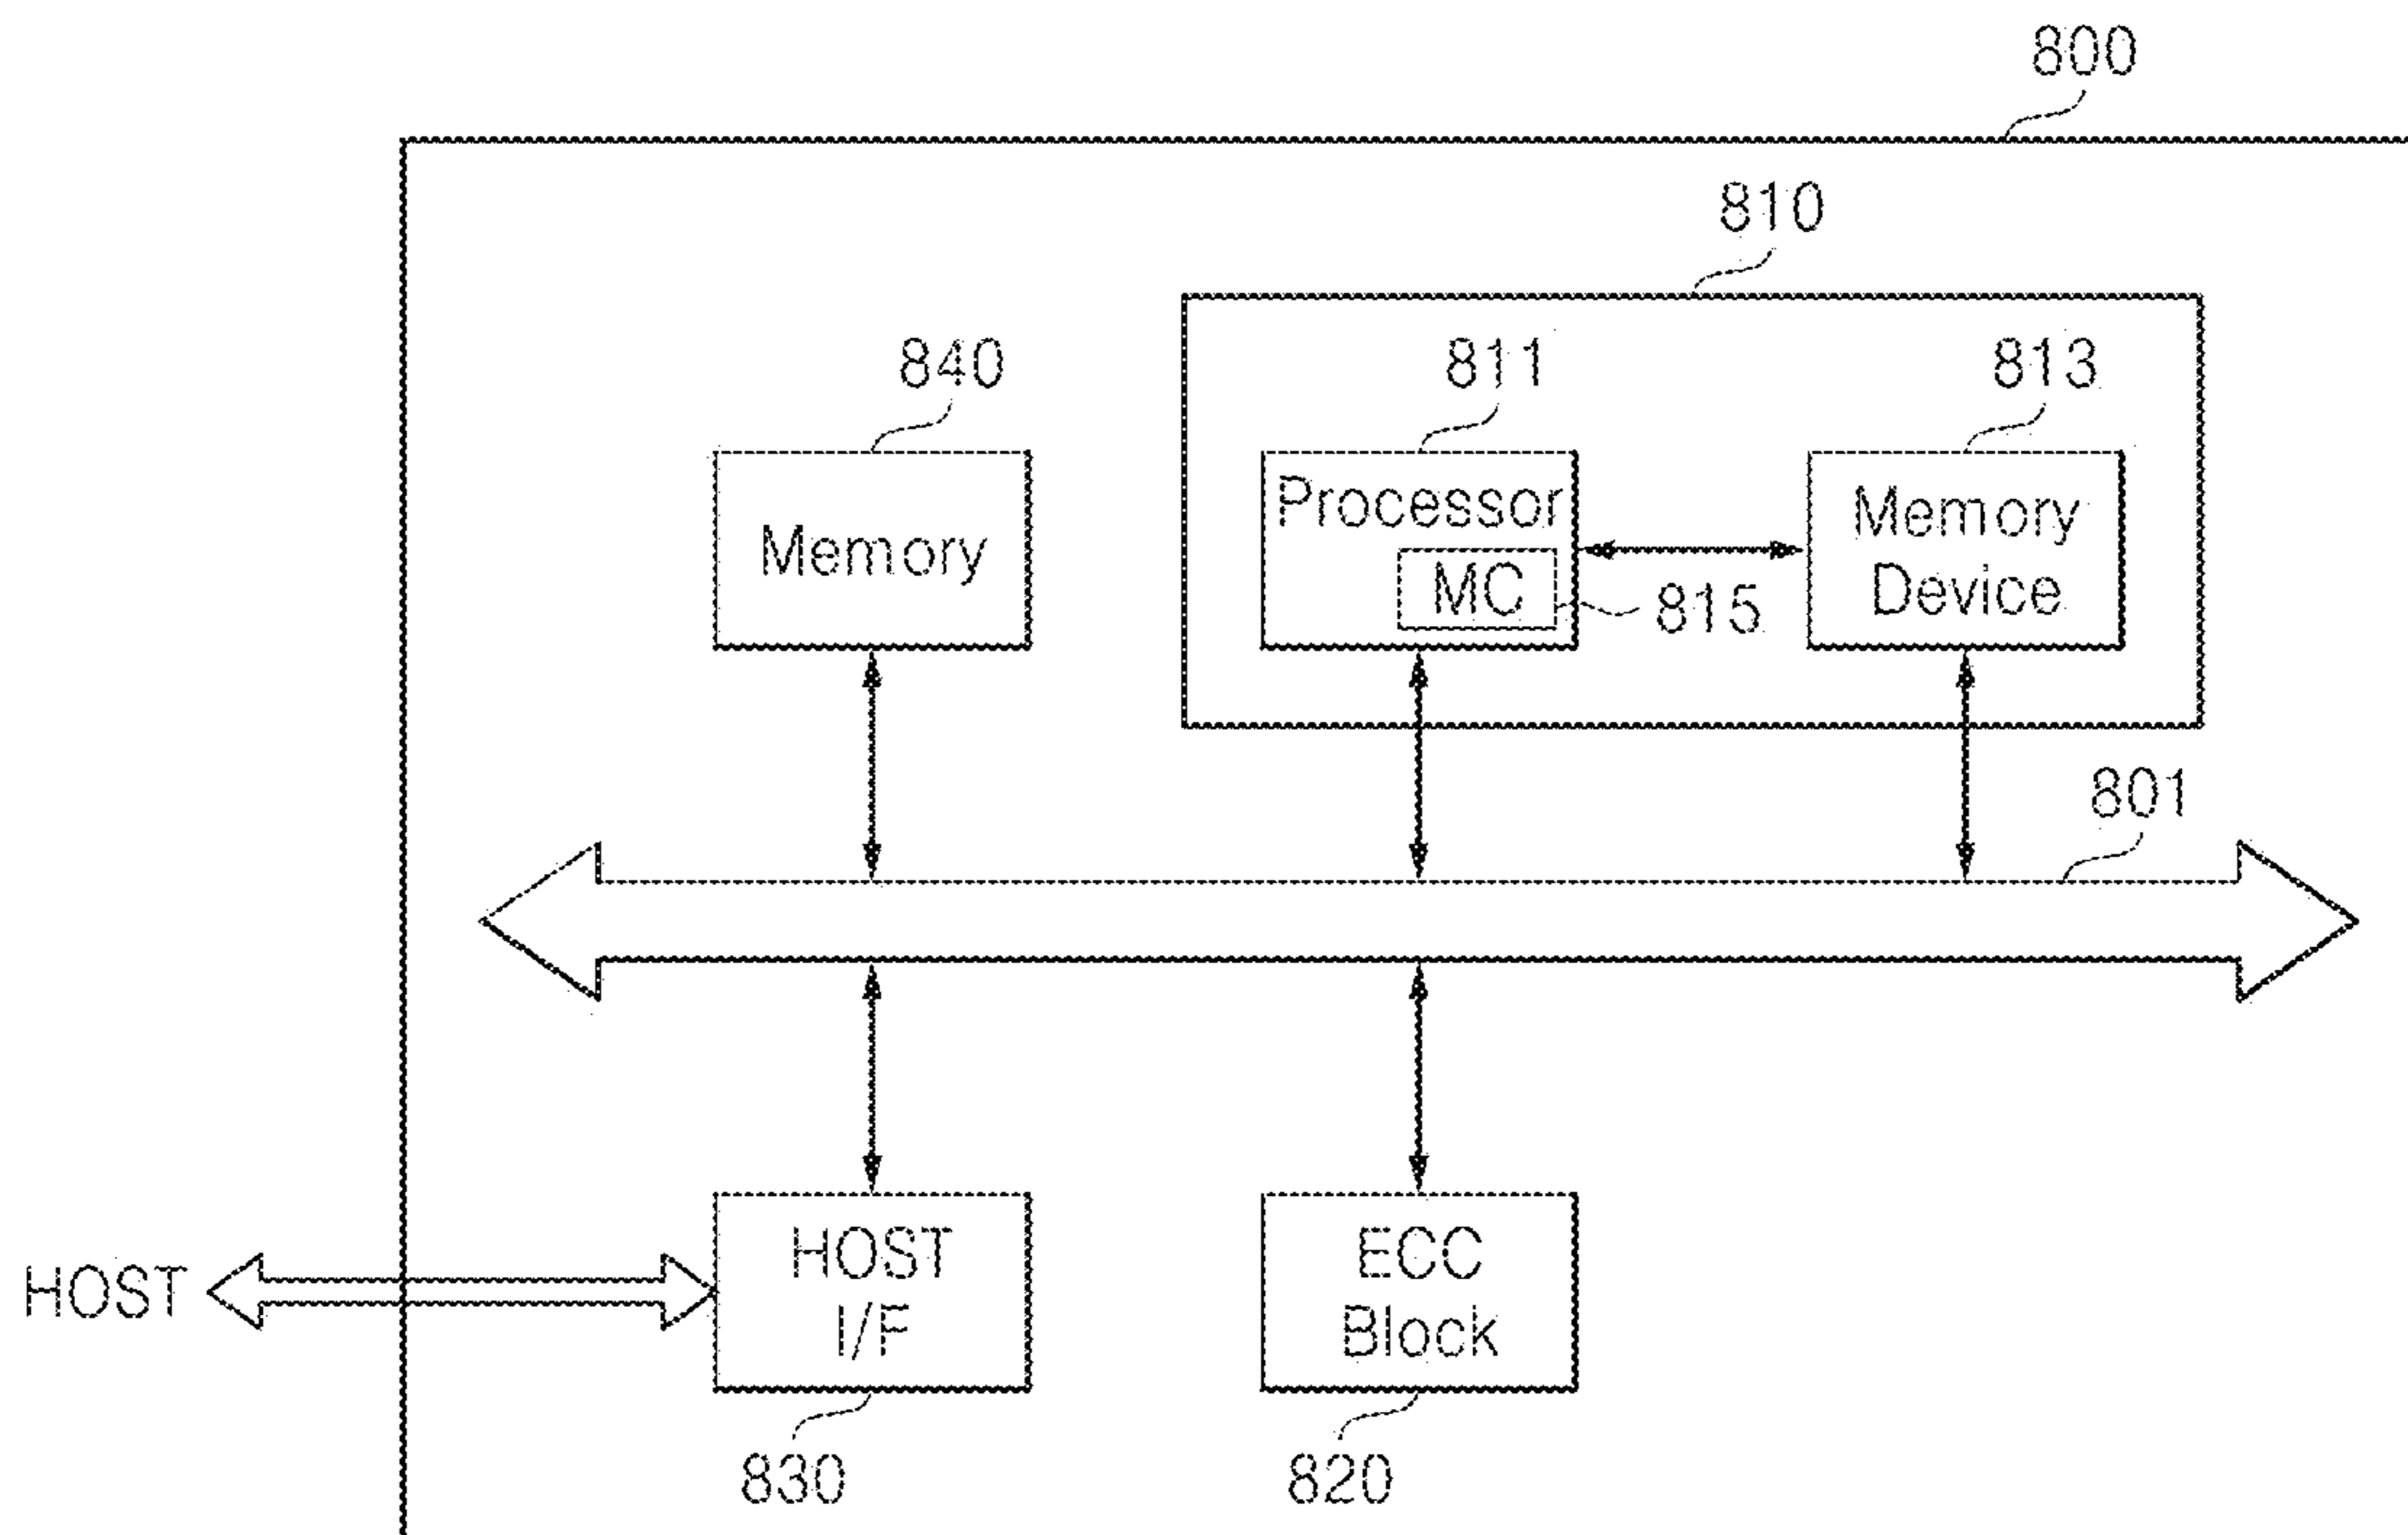 800
810
840
811
813
Memory
Processor
MC
815
Memory
Device
801
HOST
HOST
I/F
ECC
Block
830
820